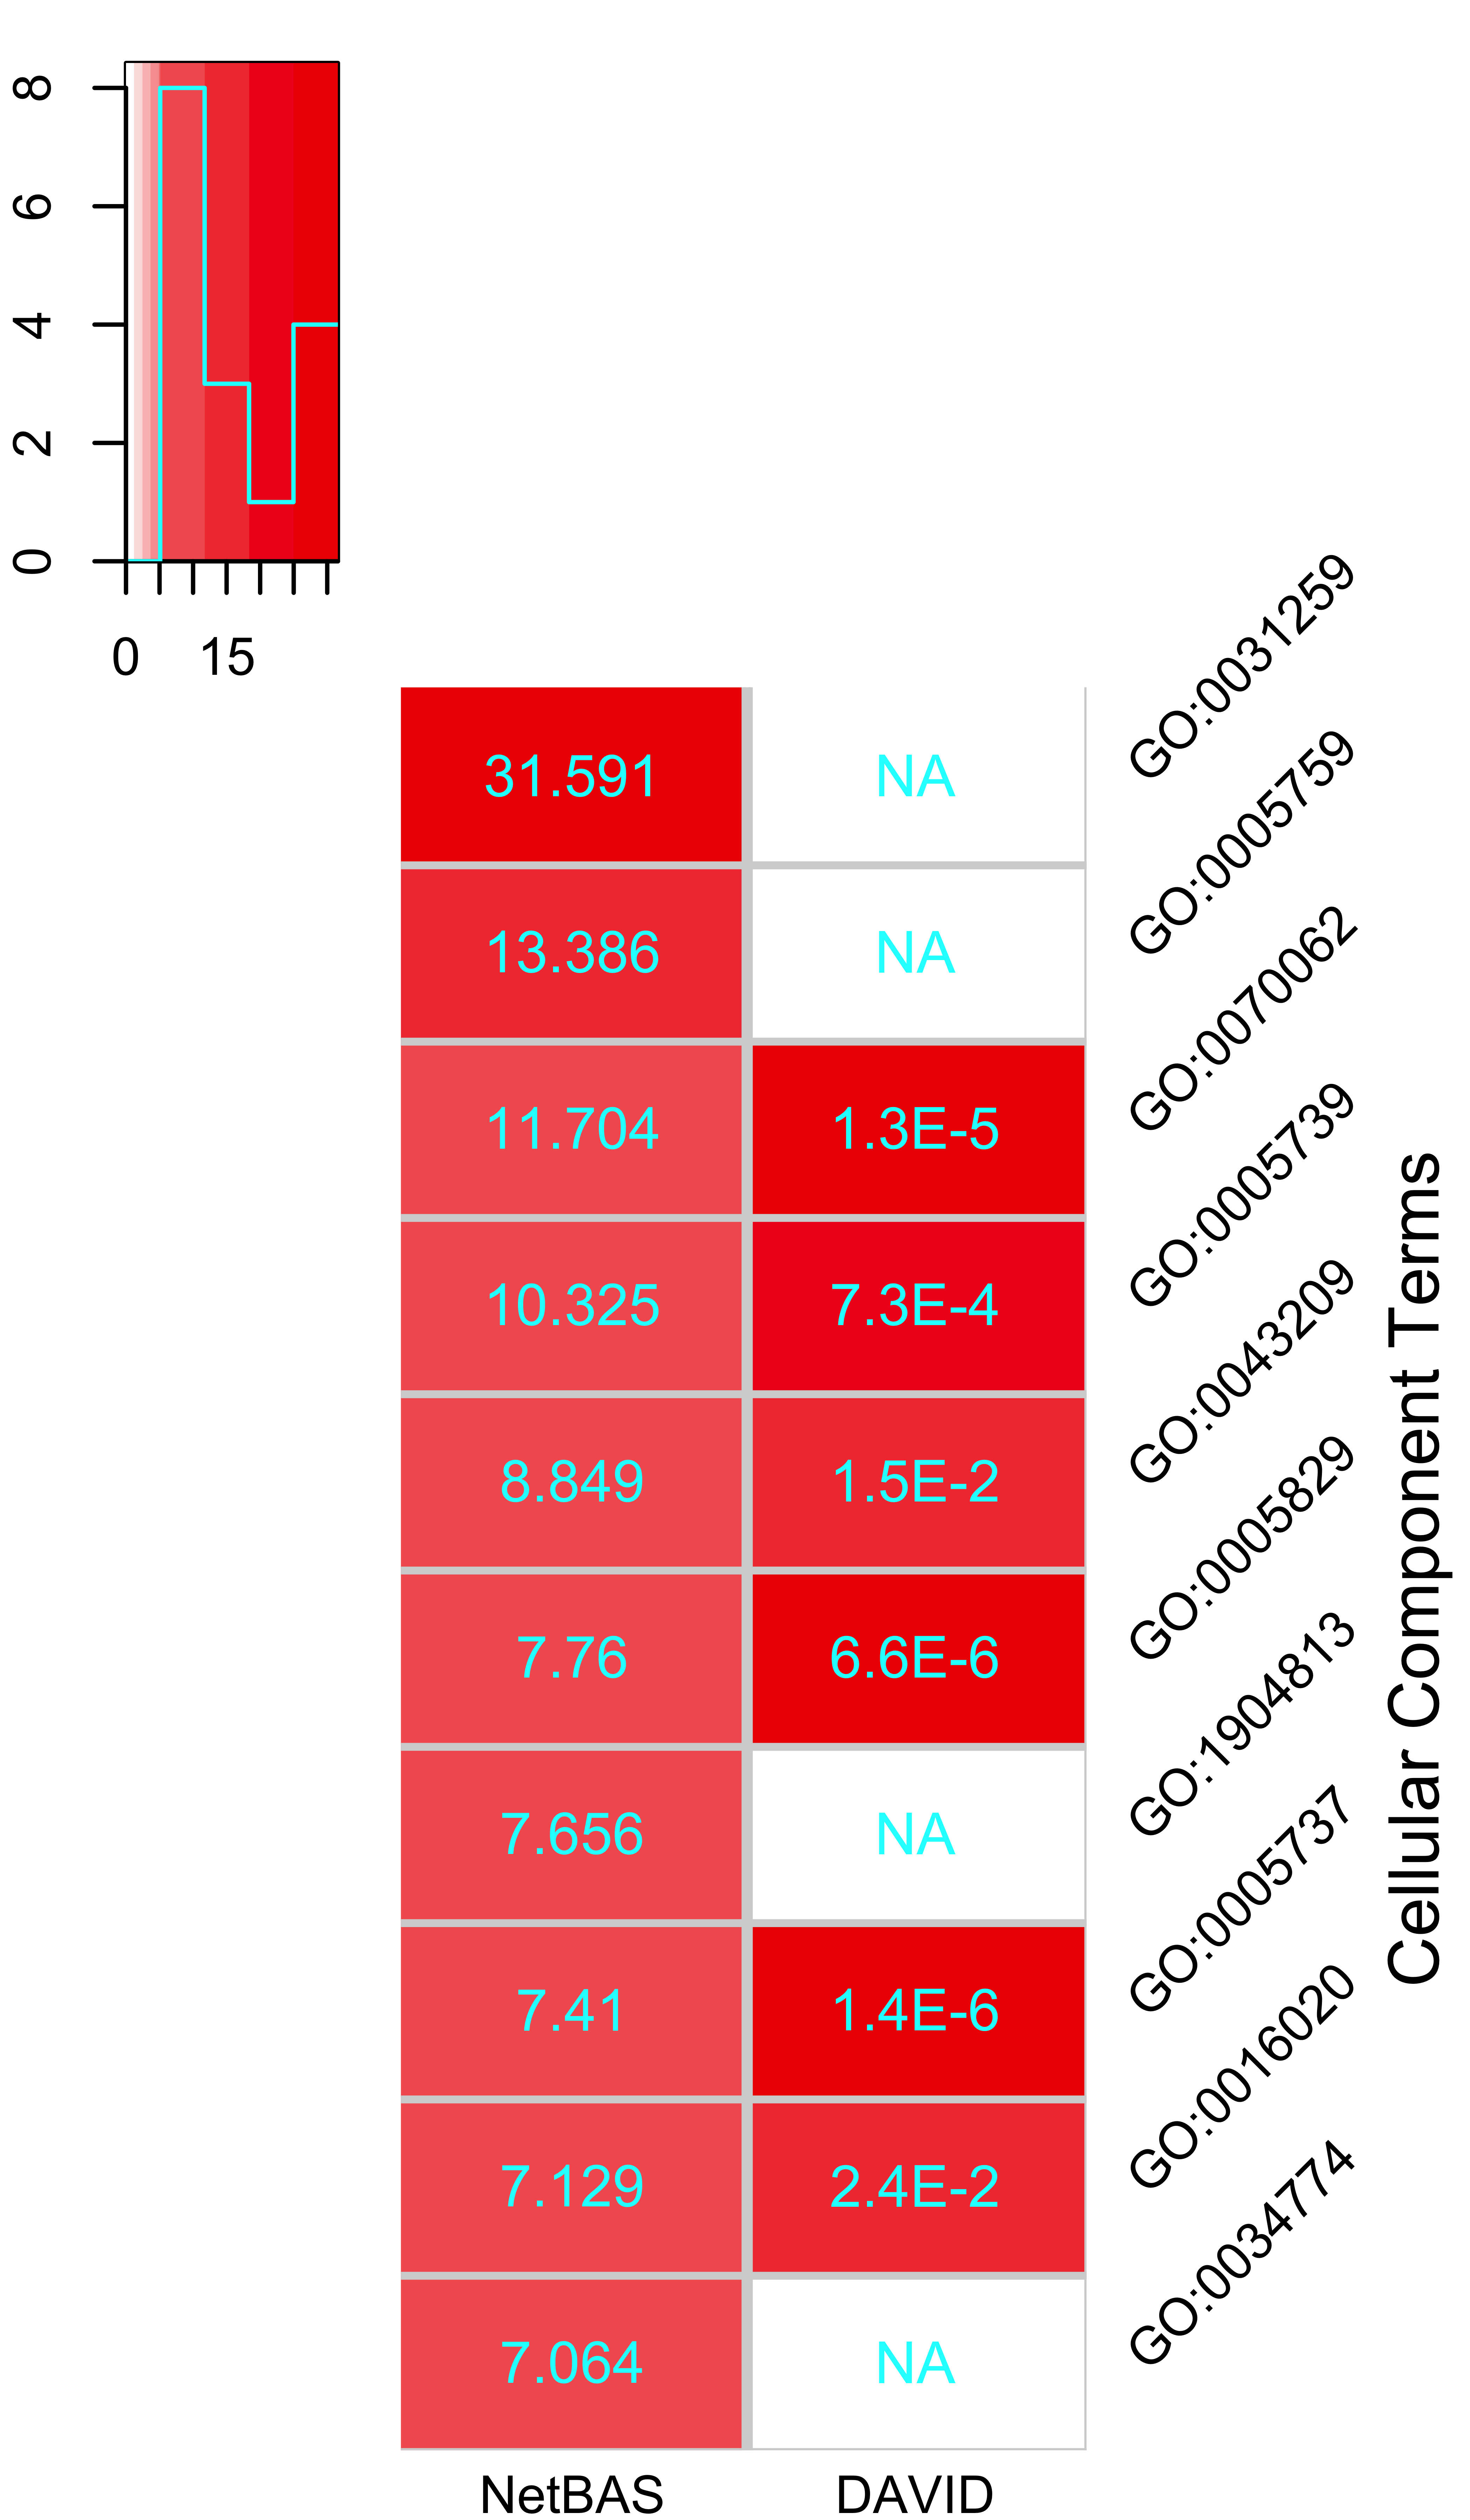 8
6
4
2
0
0 15
31.591 NA GO:0031259
13.386 NA GO:0005759
11.704 1.3E-5 GO:0070062
10.325 7.3E-4 GO:0005739
8.849 1.5E-2 GO:0043209
7.76 6.6E-6 GO:0005829
7.656 NA GO:1904813
7.41 1.4E-6 GO:0005737
7.129 2.4E-2 GO:0016020
7.064 NA GO:0034774
NetBAS DAVID
Cellular Component Terms